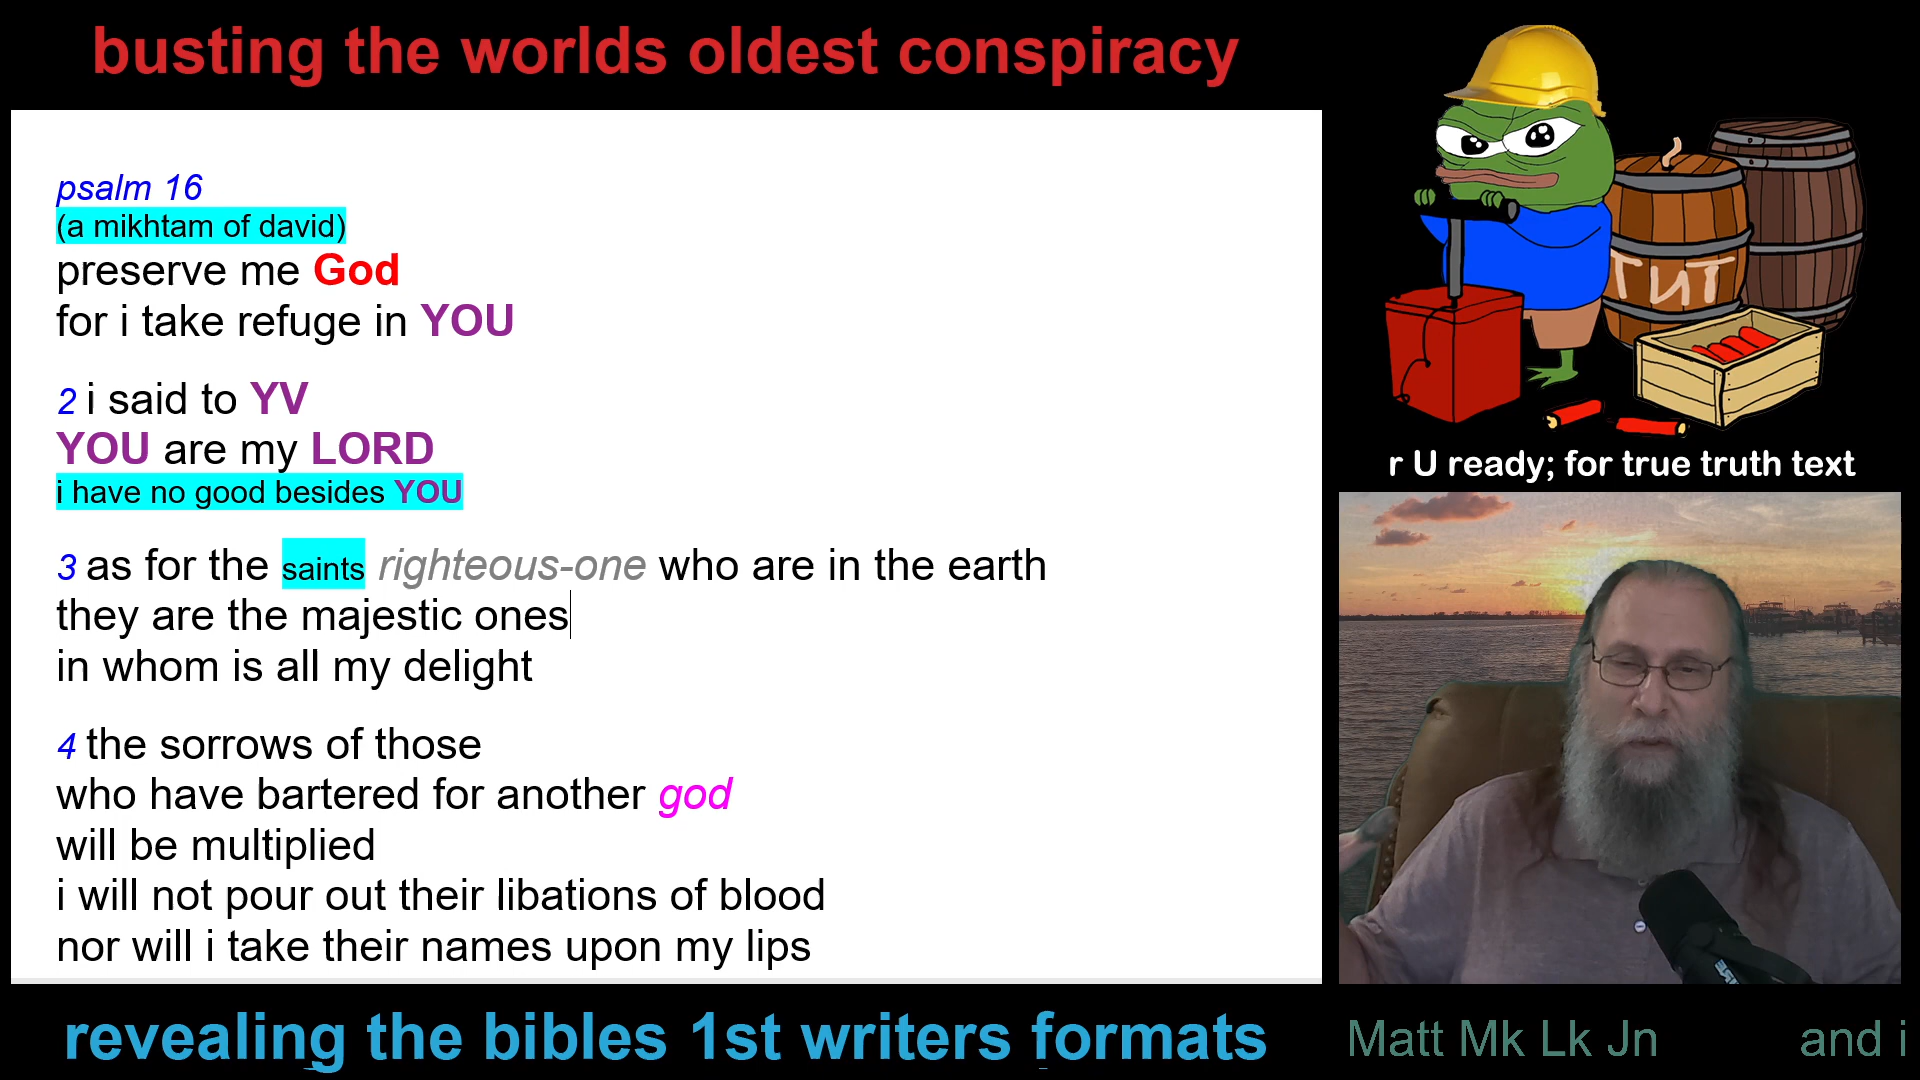 busting the worlds oldest conspiracy
psalm 16
(a mikhtam of david)
preserve me God
for i take refuge in YOU
2 i said to YV
YOU are my LORD
i have no good besides YOU
3 as for the saints righteous-one who are in the earth
they are the majestic ones
in whom is all my delight
4 the sorrows of those
who have bartered for another god
will be multiplied
i will not pour out their libations of blood
nor will i take their names upon my lips
ТИТ
r U ready; for true truth text
revealing the bibles 1st writers formats
Matt Mk Lk Jn and i